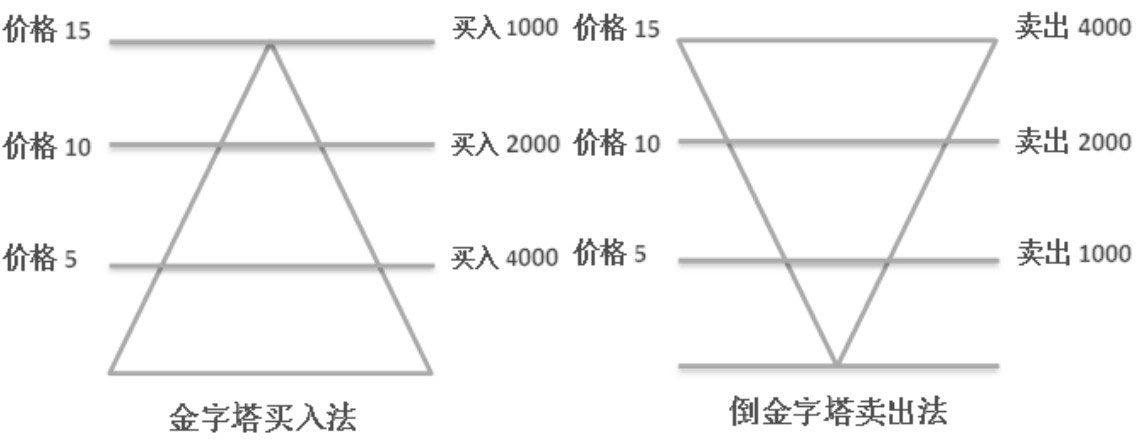 价格 15
买入 1000
价格 10
买入 2000
价格 5
买入 4000
金字塔买入法
价格 15
卖出 4000
价格 10
卖出 2000
价格 5
卖出 1000
倒金字塔卖出法